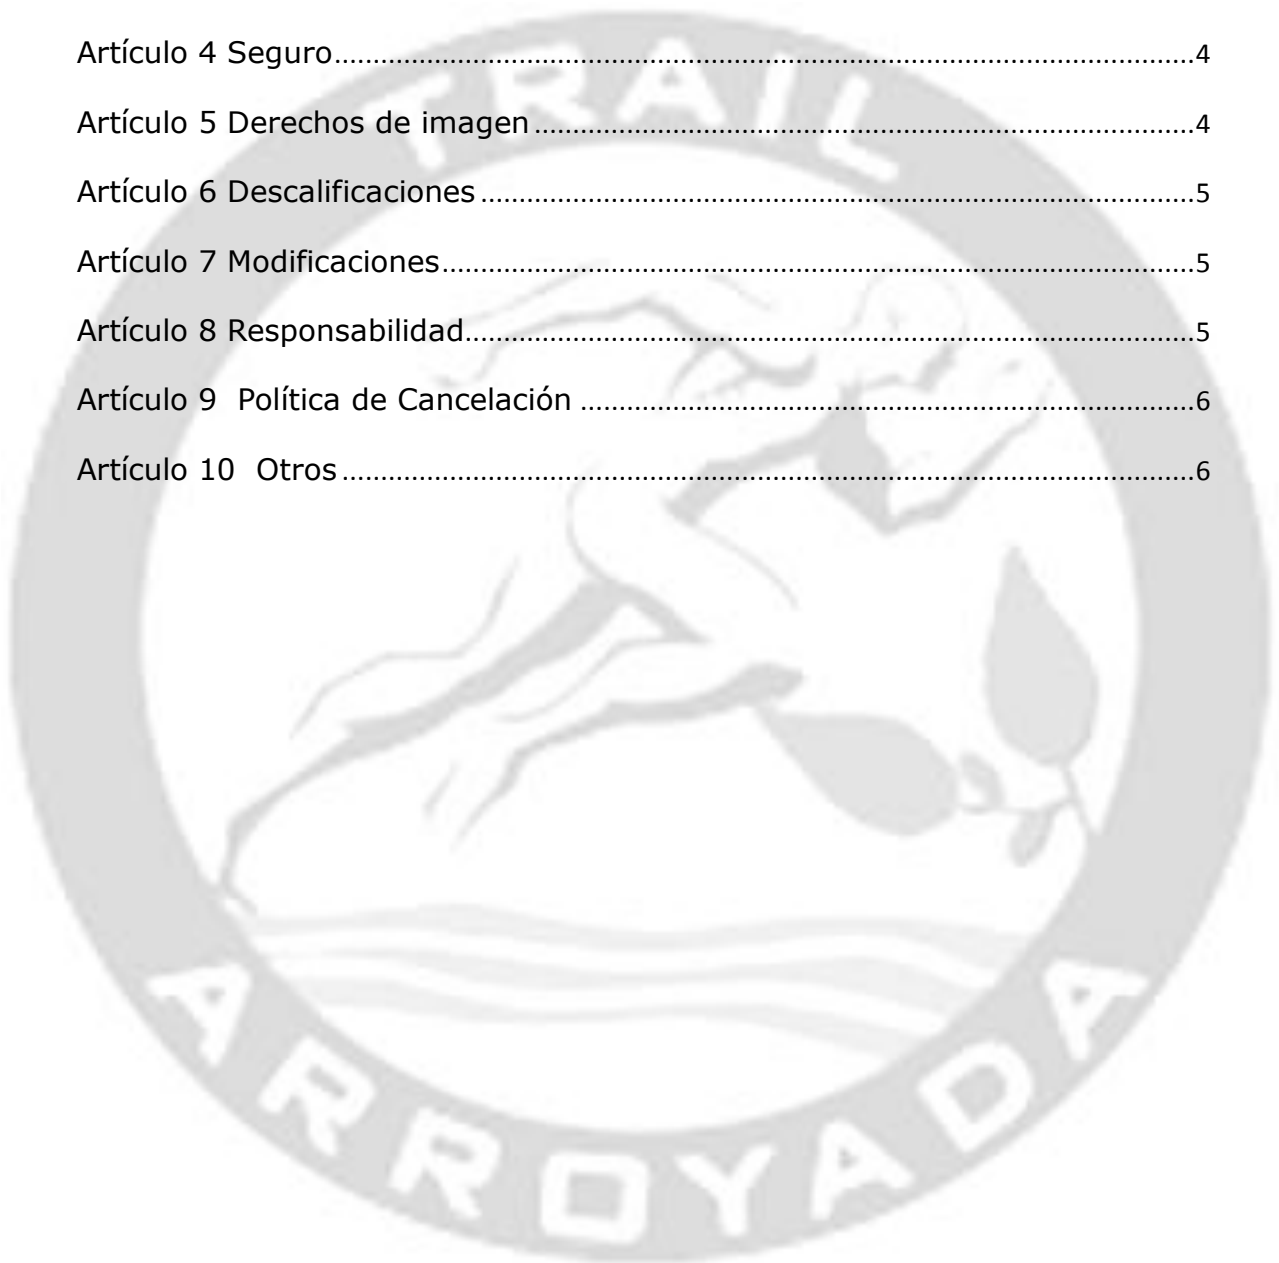 Artículo 4 Seguro.....4
Artículo 5 Derechos de imagen.....4
Artículo 6 Descalificaciones.....5
Artículo 7 Modificaciones.....5
Artículo 8 Responsabilidad.....5
Artículo 9  Política de Cancelación.....6
Artículo 10  Otros.....6
TRAIL
ARROYADA